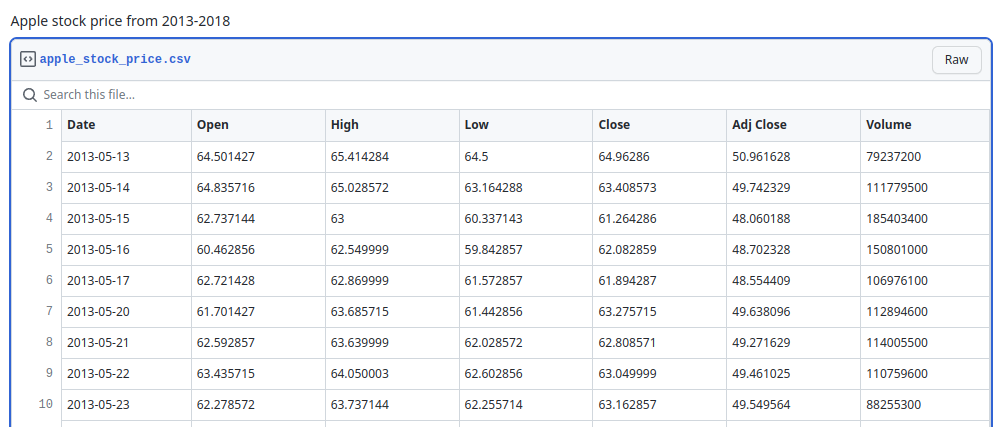 Apple stock price from 2013-2018
apple_stock_price.csv Raw
Search this file...
1 Date Open High Low Close Adj Close Volume
2 2013-05-13 64.501427 65.414284 64.5 64.96286 50.961628 79237200
3 2013-05-14 64.835716 65.028572 63.164288 63.408573 49.742329 111779500
4 2013-05-15 62.737144 63 60.337143 61.264286 48.060188 185403400
5 2013-05-16 60.462856 62.549999 59.842857 62.082859 48.702328 150801000
6 2013-05-17 62.721428 62.869999 61.572857 61.894287 48.554409 106976100
7 2013-05-20 61.701427 63.685715 61.442856 63.275715 49.638096 112894600
8 2013-05-21 62.592857 63.639999 62.028572 62.808571 49.271629 114005500
9 2013-05-22 63.435715 64.050003 62.602856 63.049999 49.461025 110759600
10 2013-05-23 62.278572 63.737144 62.255714 63.162857 49.549564 88255300